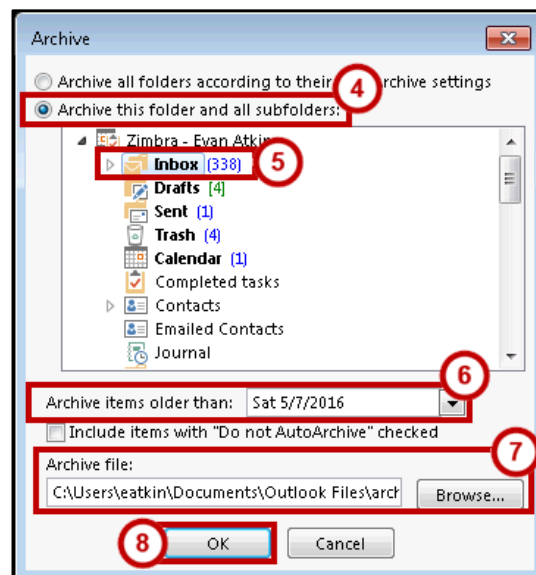 Archive
Archive all folders according to their rchive settings
4
Archive this folder and all subfolders:
Zimbra - Evan Atkin
Inbox (338)
5
Drafts [4]
Sent (1)
Trash (4)
Calendar (1)
Completed tasks
Contacts
Emailed Contacts
Journal
6
Archive items older than: Sat 5/7/2016
Include items with "Do not AutoArchive" checked
7
Archive file:
C:\Users\eatkin\Documents\Outlook Files\arch
Browse...
8
OK
Cancel